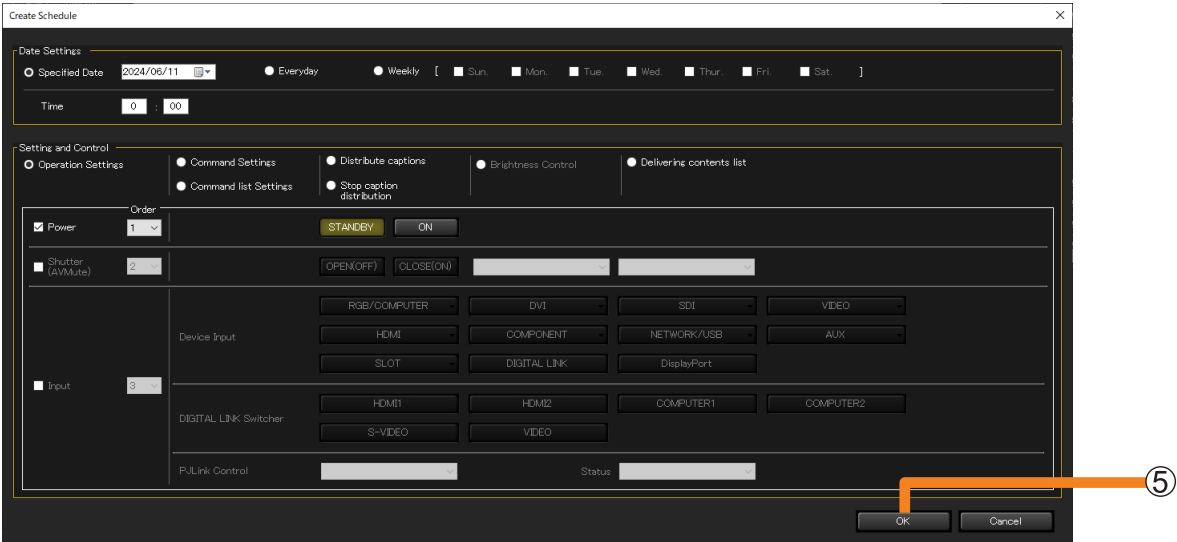 Create Schedule
Date Settings
Specified Date 2024/06/11 Everyday Weekly [ Sun. Mon. Tue. Wed. Thur. Fri. Sat. ]
Time 0 : 00
Setting and Control
Operation Settings Command Settings Distribute captions Brightness Control Delivering contents list
Command list Settings Stop caption
distribution
Order
Power 1 STANDBY ON
Shutter
(AVMute) 2 OPEN(OFF) CLOSE(ON)
RGB/COMPUTER DVI SDI VIDEO
Device Input HDMI COMPONENT NETWORK/USB AUX
SLOT DIGITAL LINK DisplayPort
Input 3
HDMI1 HDMI2 COMPUTER1 COMPUTER2
DIGITAL LINK Switcher
S-VIDEO VIDEO
PJLink Control Status
⑤
OK Cancel